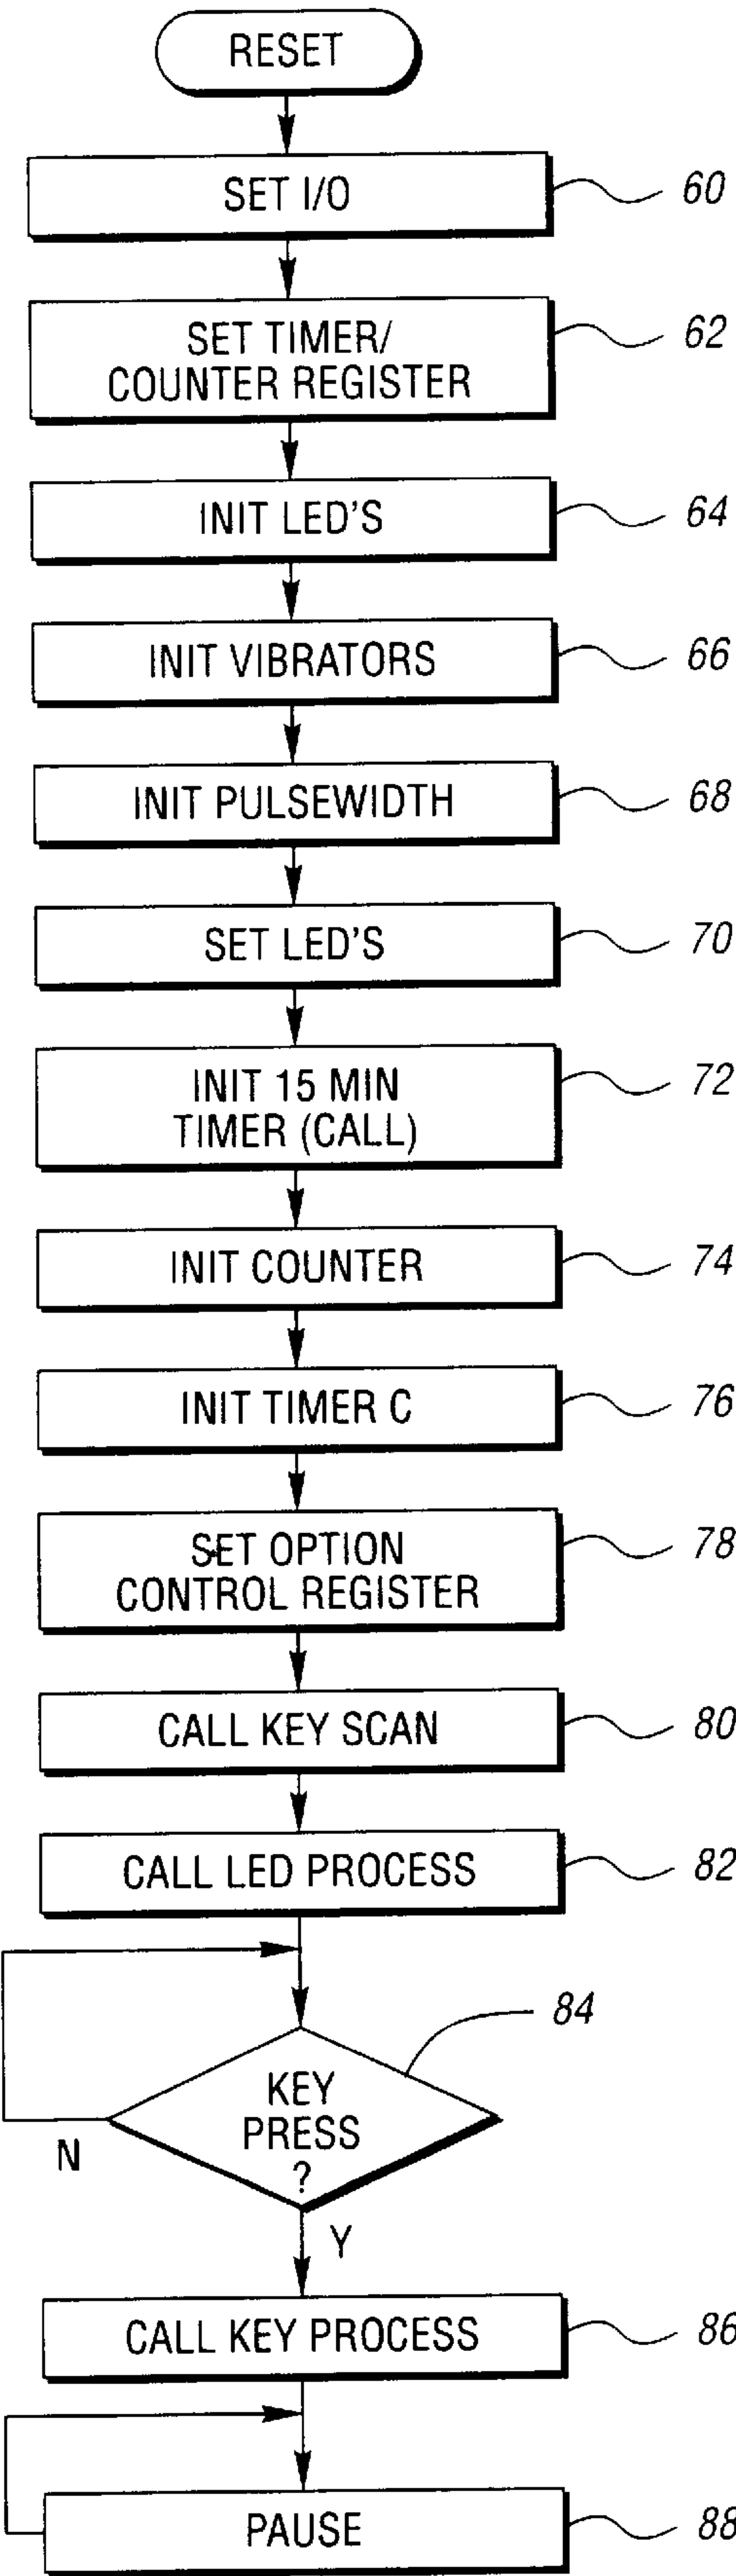 RESET
SET I/O
60
SET TIMER/
COUNTER REGISTER
62
INIT LED'S
64
INIT VIBRATORS
66
INIT PULSEWIDTH
68
SET LED'S
70
INIT 15 MIN
TIMER (CALL)
72
INIT COUNTER
74
INIT TIMER C
76
SET OPTION
CONTROL REGISTER
78
CALL KEY SCAN
80
CALL LED PROCESS
82
84
KEY
PRESS
?
N
Y
CALL KEY PROCESS
86
PAUSE
88